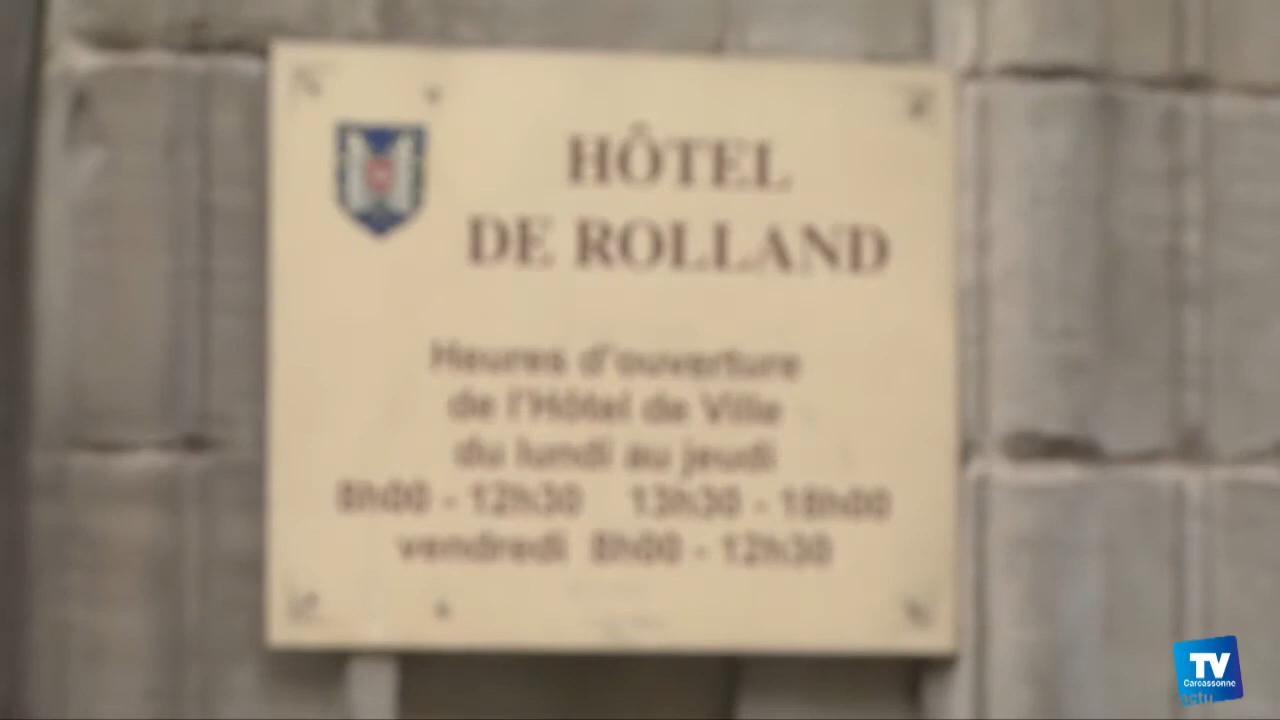 HÔTEL
DE ROLLAND
Heures d'ouverture
de l'Hôtel de Ville
du lundi au jeudi
8h00 - 12h30 13h30 - 18h00
vendredi 8h00 - 12h30
TV
Carcassonne
actu